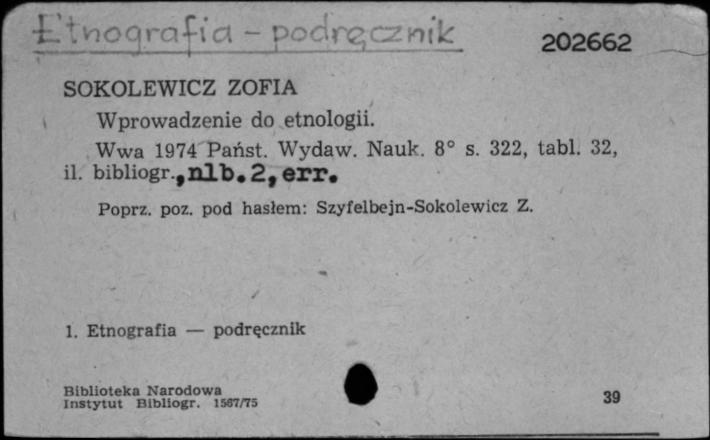 Etnografia - podręcznik
202662
SOKOLEWICZ ZOFIA
Wprowadzenie do etnologii.
Wwa 1974 Państ. Wydaw. Nauk. 8° s. 322, tabl. 32,
il. bibliogr., nlb. 2, err.
Poprz. poz. pod hasłem: Szyfelbejn-Sokolewicz Z.
1. Etnografia — podręcznik
Biblioteka Narodowa
Instytut Bibliogr. 1567/75
39